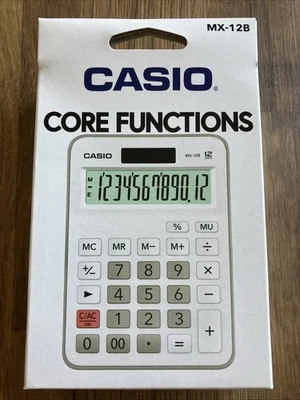 MX-12B
CASIO®
CORE FUNCTIONS
CASIO MX-12B 12
M
E
1234567890.12
% MU
MC MR M− M+ ÷
+/− 7 8 9 ×
▶ 4 5 6 −
C/AC ON 1 2 3 +
0 00 · =